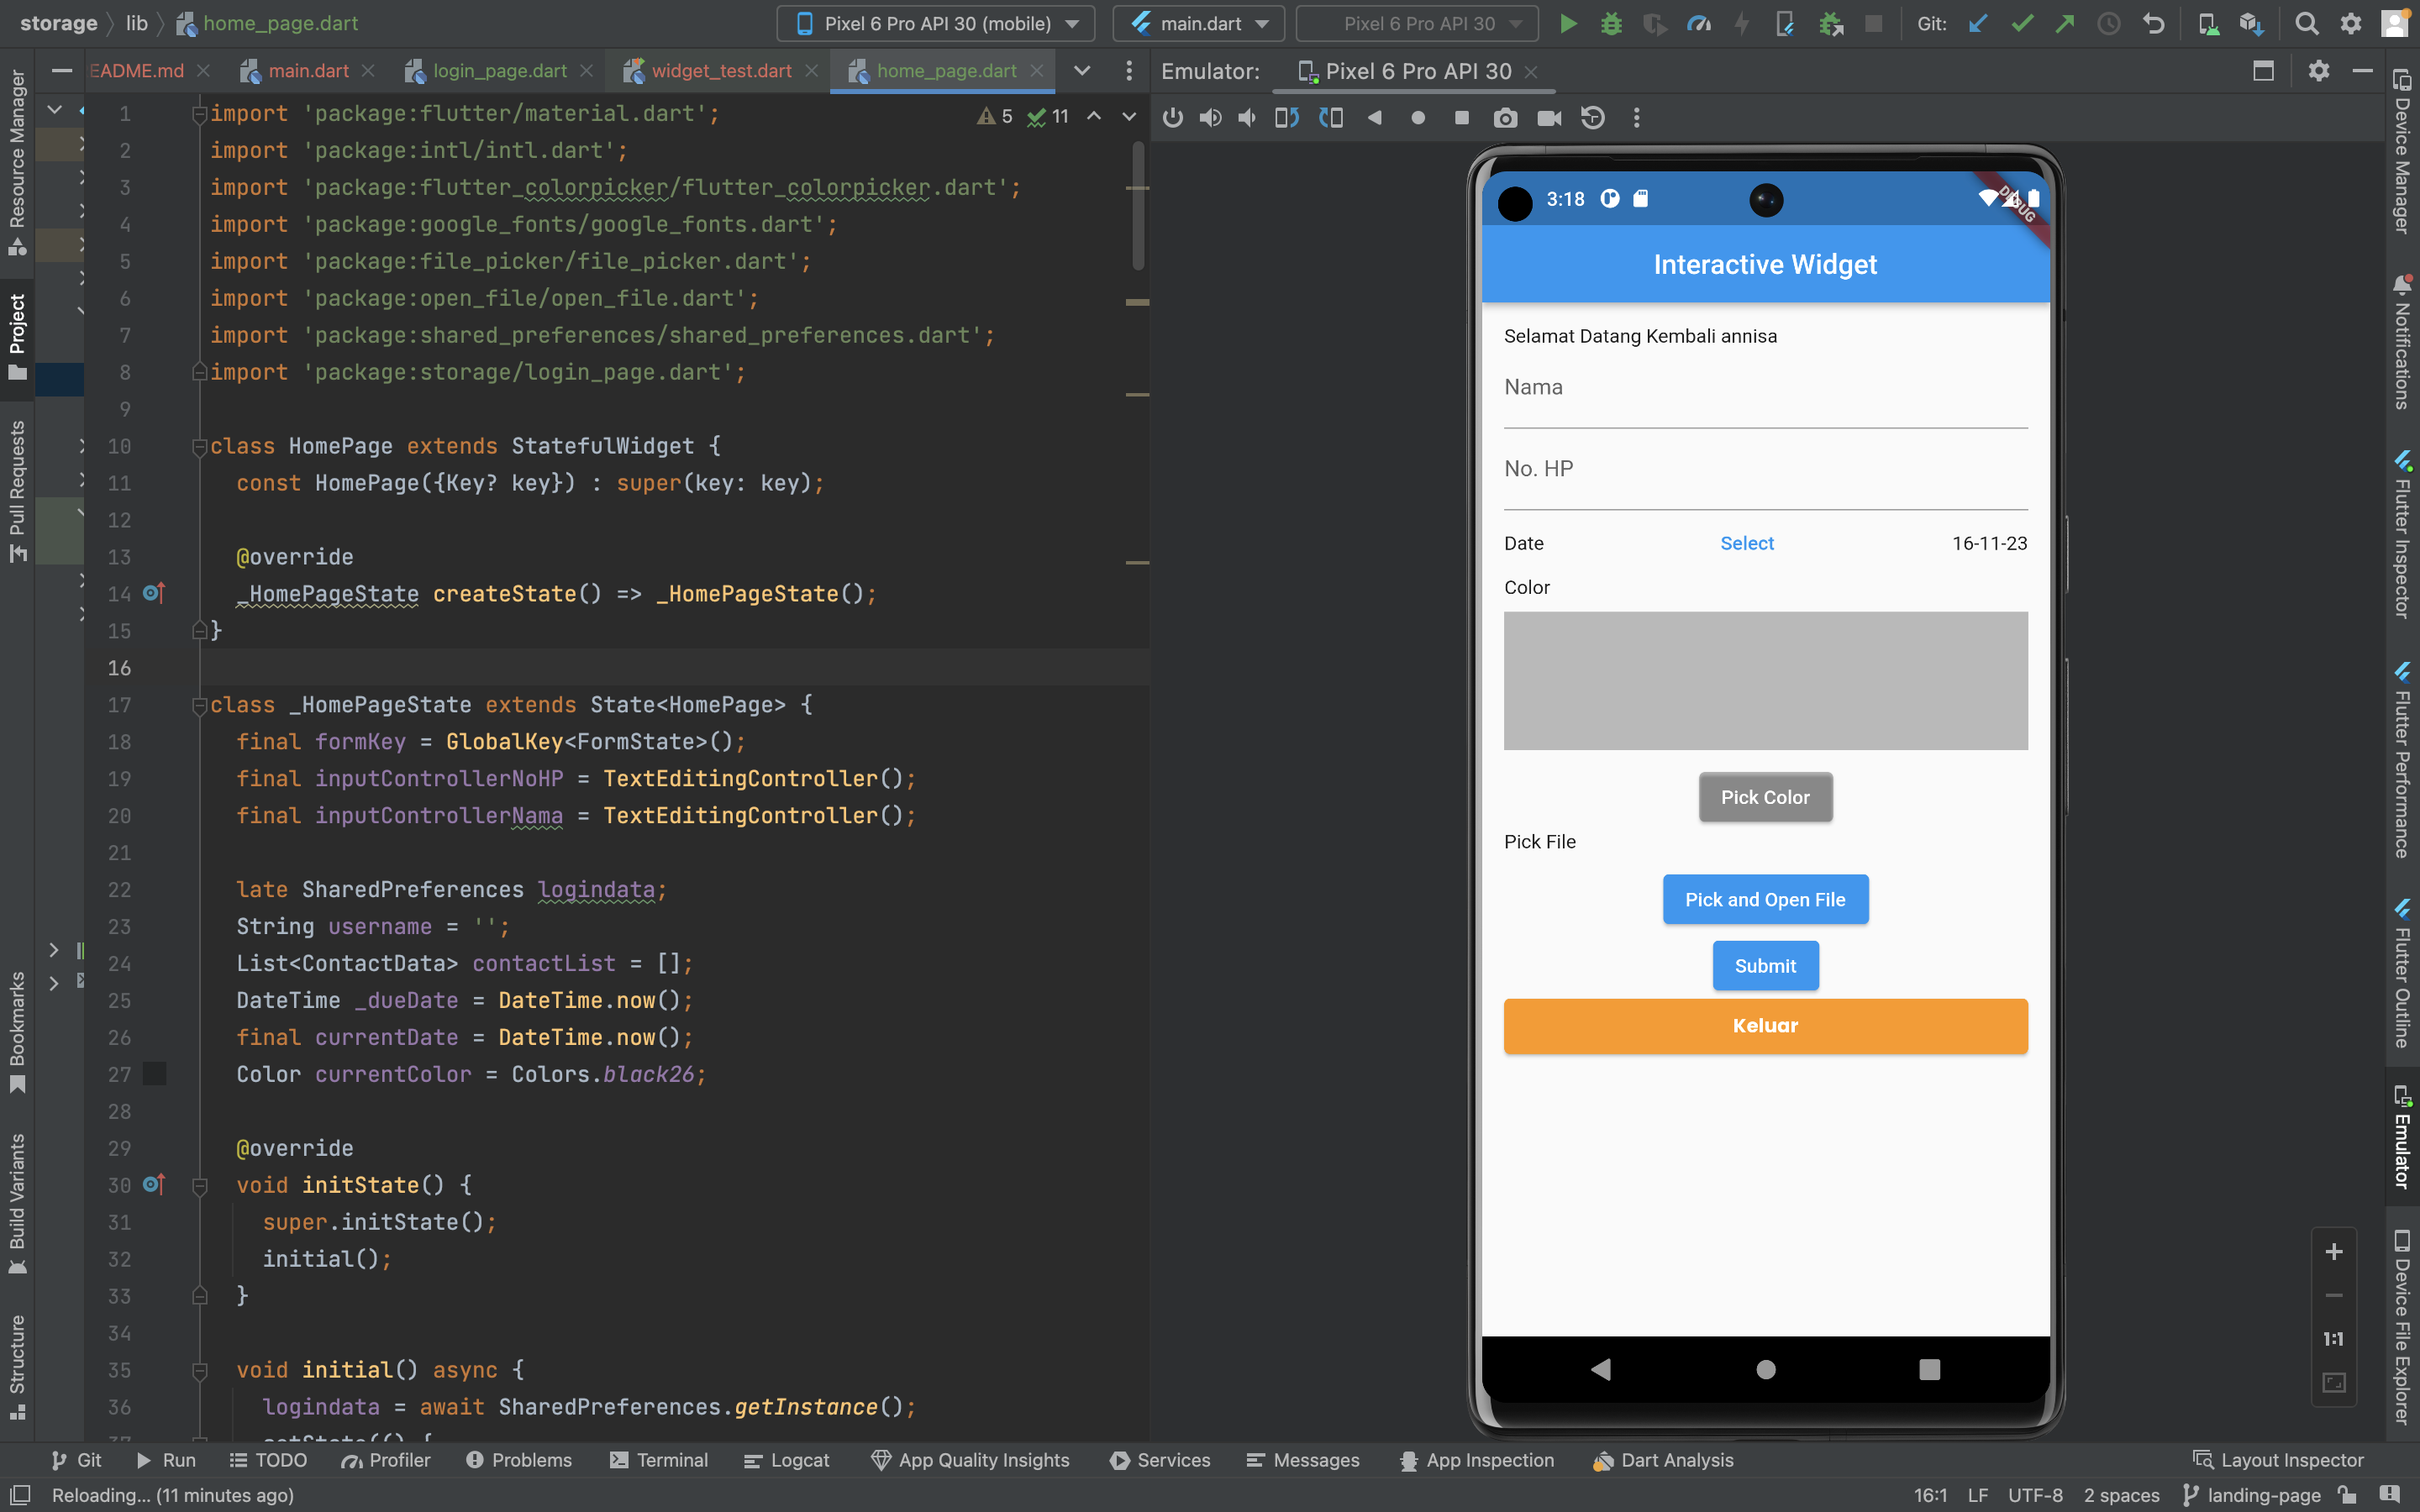 storage
lib
home_page.dart
Pixel 6 Pro API 30 (mobile)
main.dart
Pixel 6 Pro API 30
Git:
EADME.md
main.dart
login_page.dart
widget_test.dart
home_page.dart
Emulator:
Pixel 6 Pro API 30
5
11
1 import 'package:flutter/material.dart';
2 import 'package:intl/intl.dart';
3 import 'package:flutter_colorpicker/flutter_colorpicker.dart';
4 import 'package:google_fonts/google_fonts.dart';
5 import 'package:file_picker/file_picker.dart';
6 import 'package:open_file/open_file.dart';
7 import 'package:shared_preferences/shared_preferences.dart';
8 import 'package:storage/login_page.dart';
9
10 class HomePage extends StatefulWidget {
11 const HomePage({Key? key}) : super(key: key);
12
13 @override
14 _HomePageState createState() => _HomePageState();
15 }
16
17 class _HomePageState extends State<HomePage> {
18 final formKey = GlobalKey<FormState>();
19 final inputControllerNoHP = TextEditingController();
20 final inputControllerNama = TextEditingController();
21
22 late SharedPreferences logindata;
23 String username = '';
24 List<ContactData> contactList = [];
25 DateTime _dueDate = DateTime.now();
26 final currentDate = DateTime.now();
27 Color currentColor = Colors.black26;
28
29 @override
30 void initState() {
31 super.initState();
32 initial();
33 }
34
35 void initial() async {
36 logindata = await SharedPreferences.getInstance();
37 setState(() {
3:18
DEBUG
Interactive Widget
Selamat Datang Kembali annisa
Nama
No. HP
Date
Select
16-11-23
Color
Pick Color
Pick File
Pick and Open File
Submit
Keluar
1:1
Resource Manager
Project
Pull Requests
Bookmarks
Build Variants
Structure
Device Manager
Notifications
Flutter Inspector
Flutter Performance
Flutter Outline
Emulator
Device File Explorer
Git
Run
TODO
Profiler
Problems
Terminal
Logcat
App Quality Insights
Services
Messages
App Inspection
Dart Analysis
Layout Inspector
Reloading... (11 minutes ago)
16:1
LF
UTF-8
2 spaces
landing-page